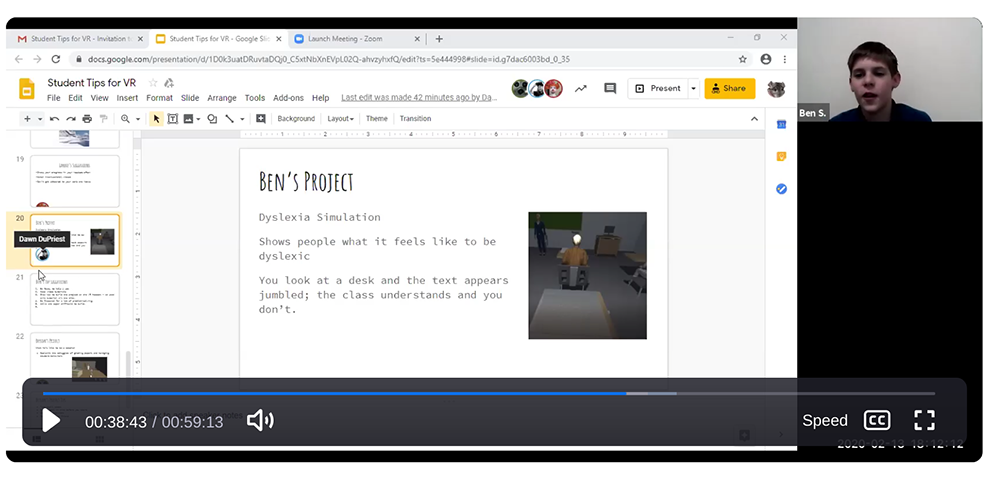 Student Tips for VR - Invitation t
Student Tips for VR - Google Sli
Launch Meeting - Zoom
docs.google.com/presentation/d/1D0k3uatDRuvtaDQj0_C5xtNbXnEVpL02Q-ahvzyhxfQ/edit?ts=5e444998#slide=id.g7dac6003bd_0_35
Student Tips for VR
File Edit View Insert Format Slide Arrange Tools Add-ons Help Last edit was made 42 minutes ago by Da...
Present
Share
Background Layout Theme Transition
Ben S.
19
20
Dawn DuPriest
21
22
Ben's Project
Dyslexia Simulation
Shows people what it feels like to be
dyslexic
You look at a desk and the text appears
jumbled; the class understands and you
don't.
00:38:43 / 00:59:13
Speed
CC